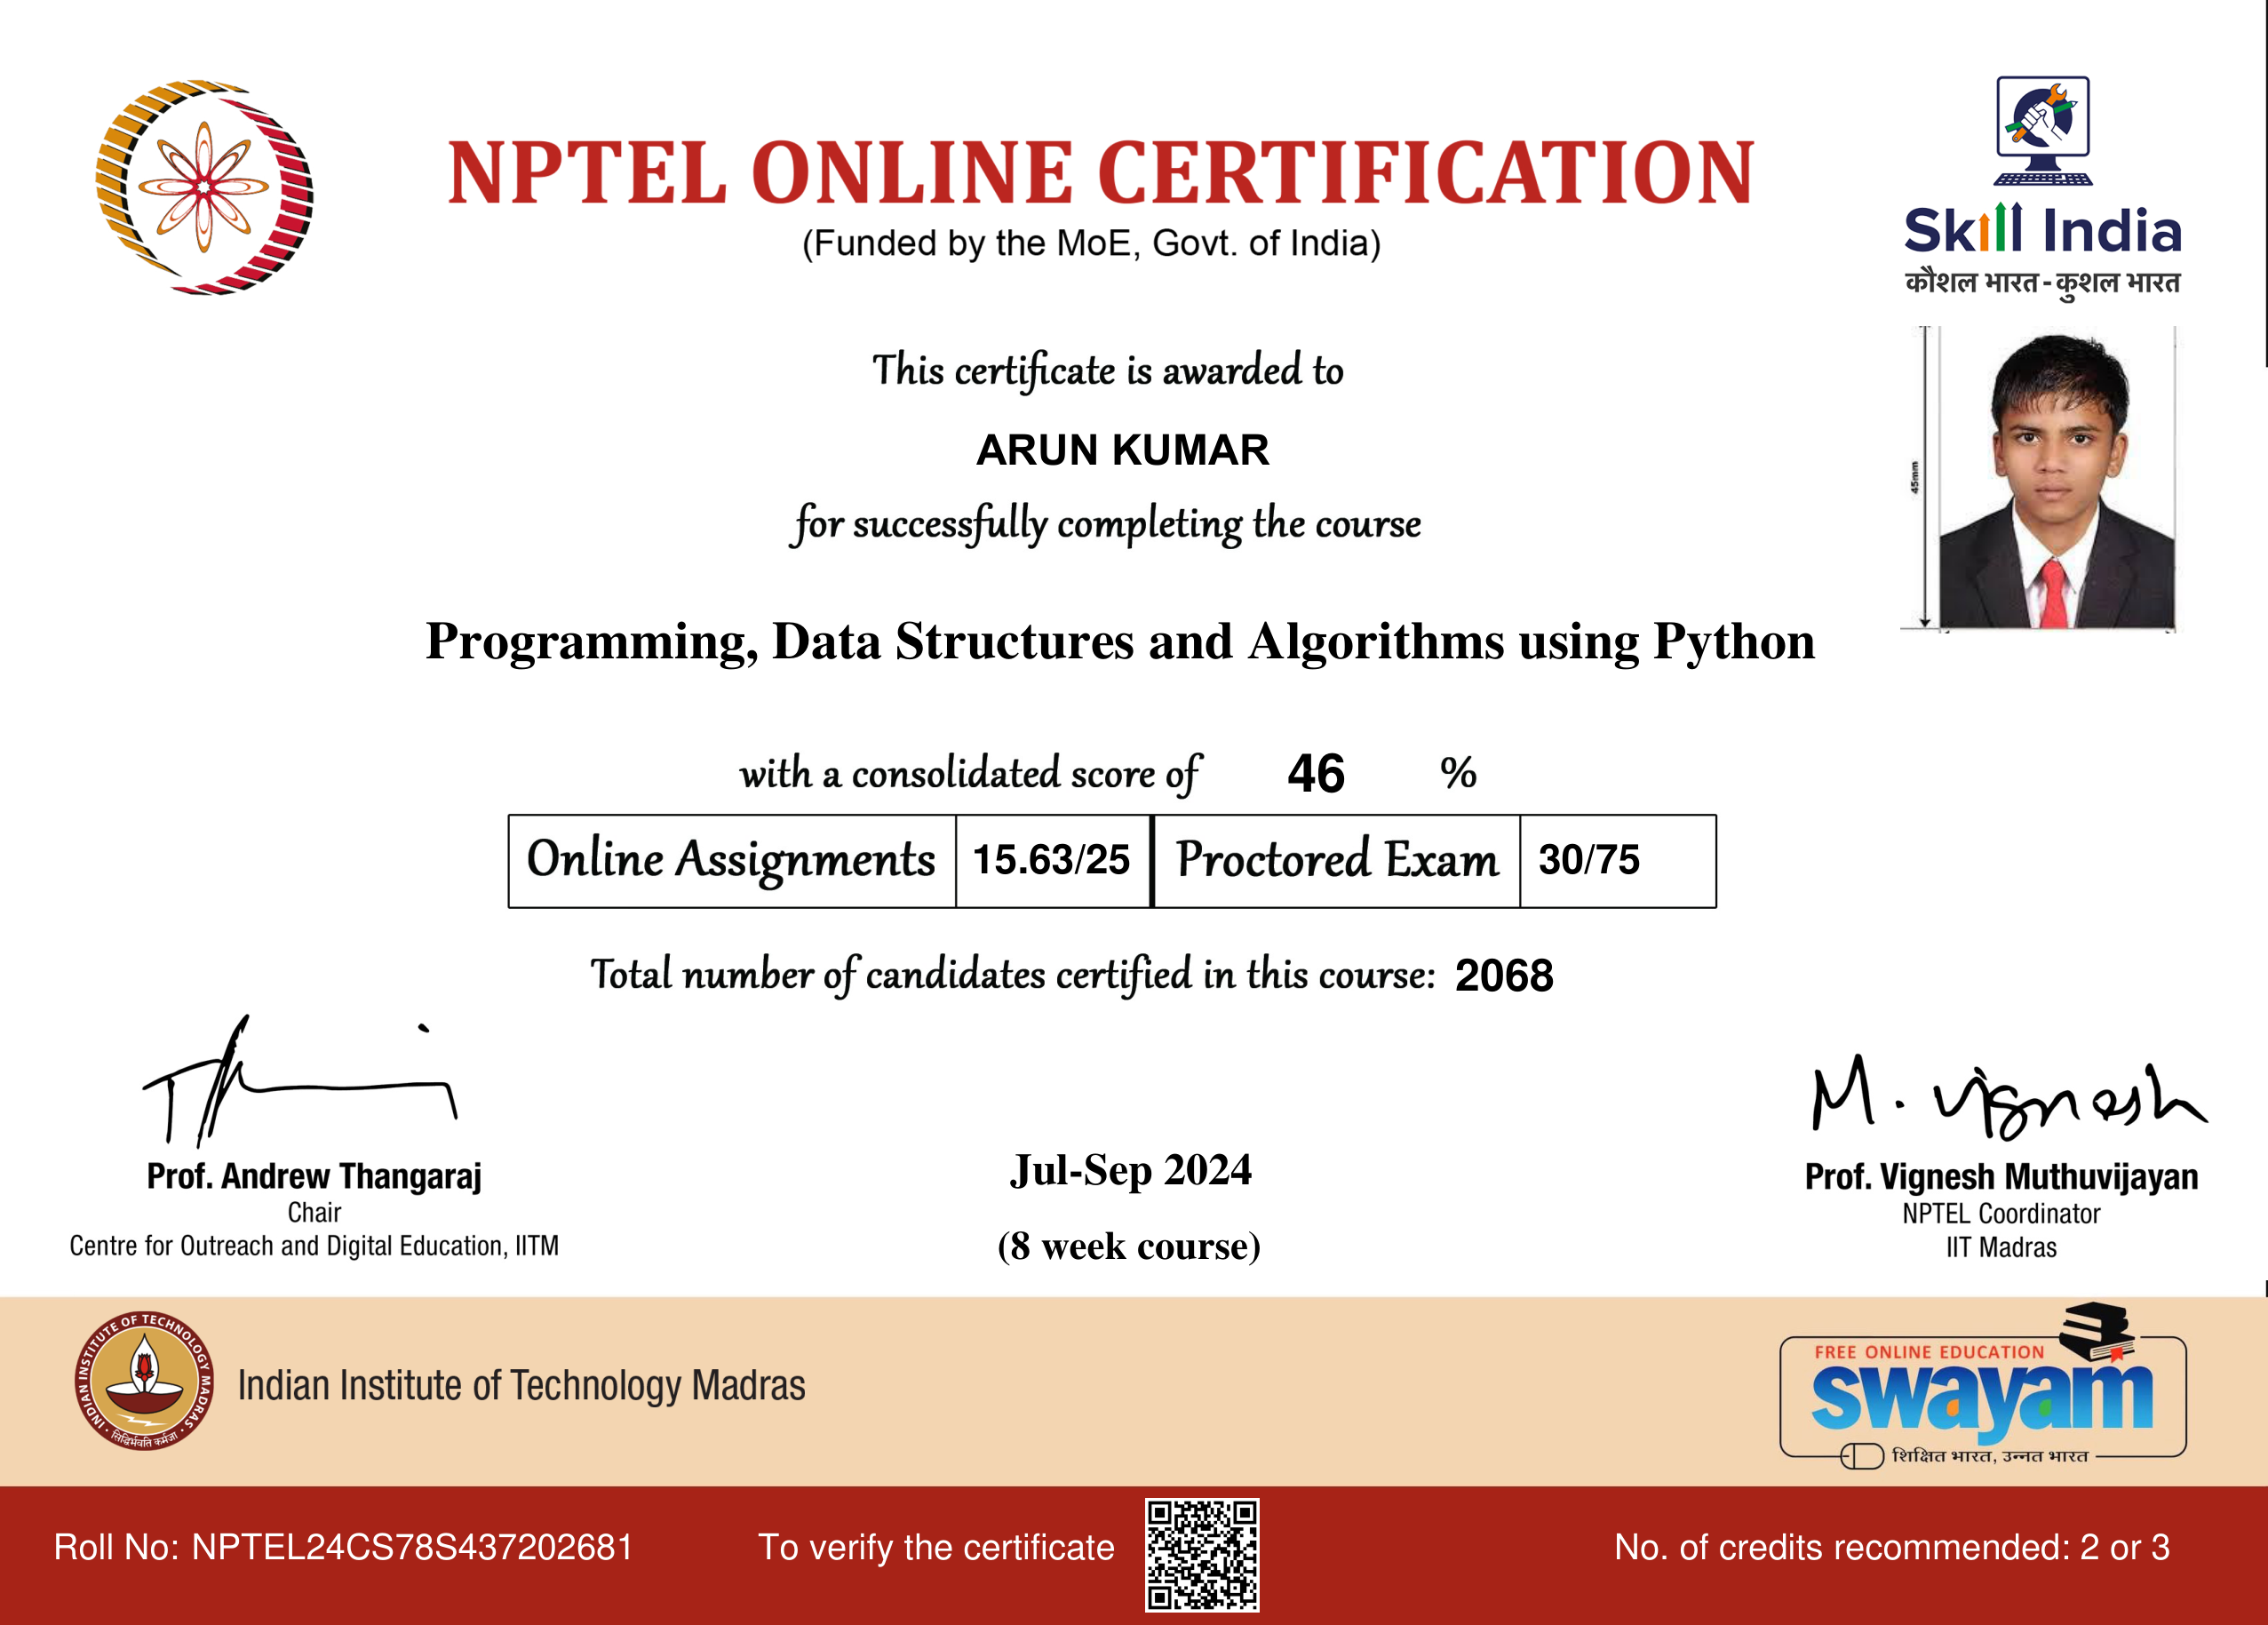 NPTEL ONLINE CERTIFICATION
(Funded by the MoE, Govt. of India)
Skill India
कौशल भारत - कुशल भारत
This certificate is awarded to
ARUN KUMAR
for successfully completing the course
45mm
Programming, Data Structures and Algorithms using Python
with a consolidated score of 46 %
Online Assignments 15.63/25 Proctored Exam 30/75
Total number of candidates certified in this course: 2068
M. Vignesh
Prof. Andrew Thangaraj
Chair
Centre for Outreach and Digital Education, IITM
Jul-Sep 2024
(8 week course)
Prof. Vignesh Muthuvijayan
NPTEL Coordinator
IIT Madras
INDIAN INSTITUTE OF TECHNOLOGY MADRAS
सिद्धिर्भवति कर्मजा
Indian Institute of Technology Madras
FREE ONLINE EDUCATION
swayam
शिक्षित भारत, उन्नत भारत
Roll No: NPTEL24CS78S437202681
To verify the certificate
No. of credits recommended: 2 or 3